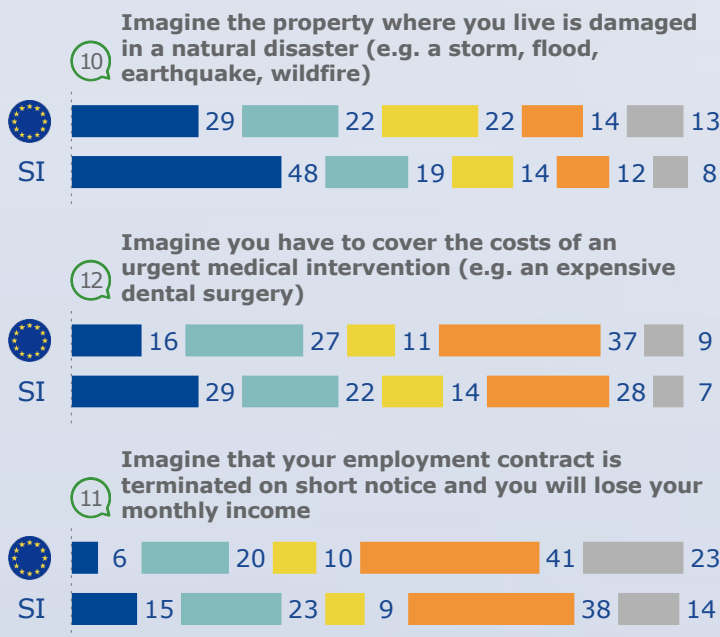 Imagine the property where you live is damaged
in a natural disaster (e.g. a storm, flood,
earthquake, wildfire)
10
29 22 22 14 13
SI 48 19 14 12 8
Imagine you have to cover the costs of an
urgent medical intervention (e.g. an expensive
dental surgery)
12
16 27 11 37 9
SI 29 22 14 28 7
Imagine that your employment contract is
terminated on short notice and you will lose your
monthly income
11
6 20 10 41 23
SI 15 23 9 38 14